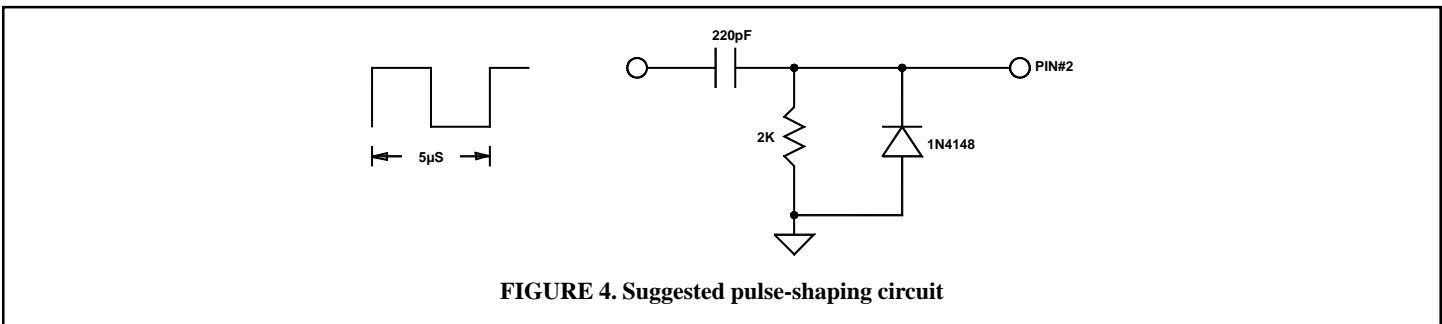 220pF
PIN#2
2K
1N4148
5µS
FIGURE 4. Suggested pulse-shaping circuit